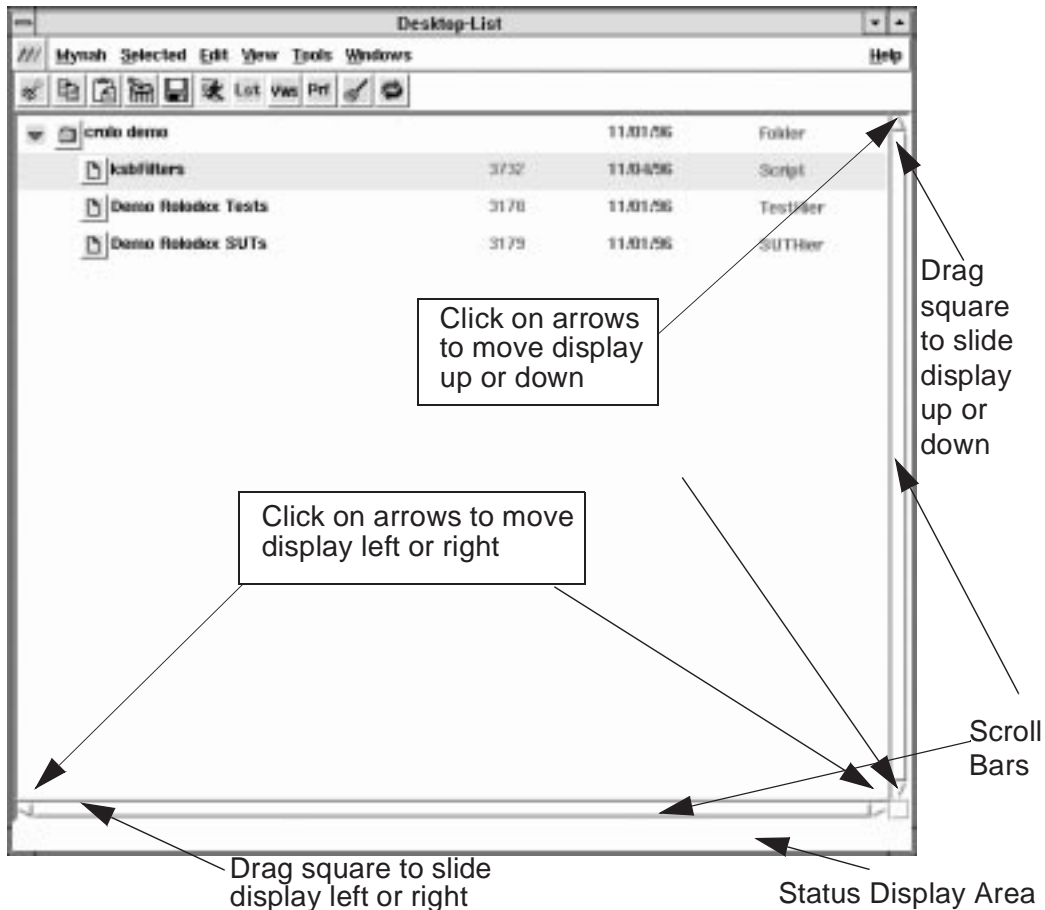 Desktop-List
/// Mynah Selected Edit View Tools Windows Help
Lst Vws Prf
crolo demo 11/01/96 Folder
ksbFilters 3732 11/04/96 Script
Demo Rolodex Tests 3178 11/01/96 TestHier
Demo Rolodex SUTs 3179 11/01/96 SUTHier
Click on arrows
to move display
up or down
Drag
square
to slide
display
up or
down
Click on arrows to move
display left or right
Scroll
Bars
Drag square to slide
display left or right
Status Display Area